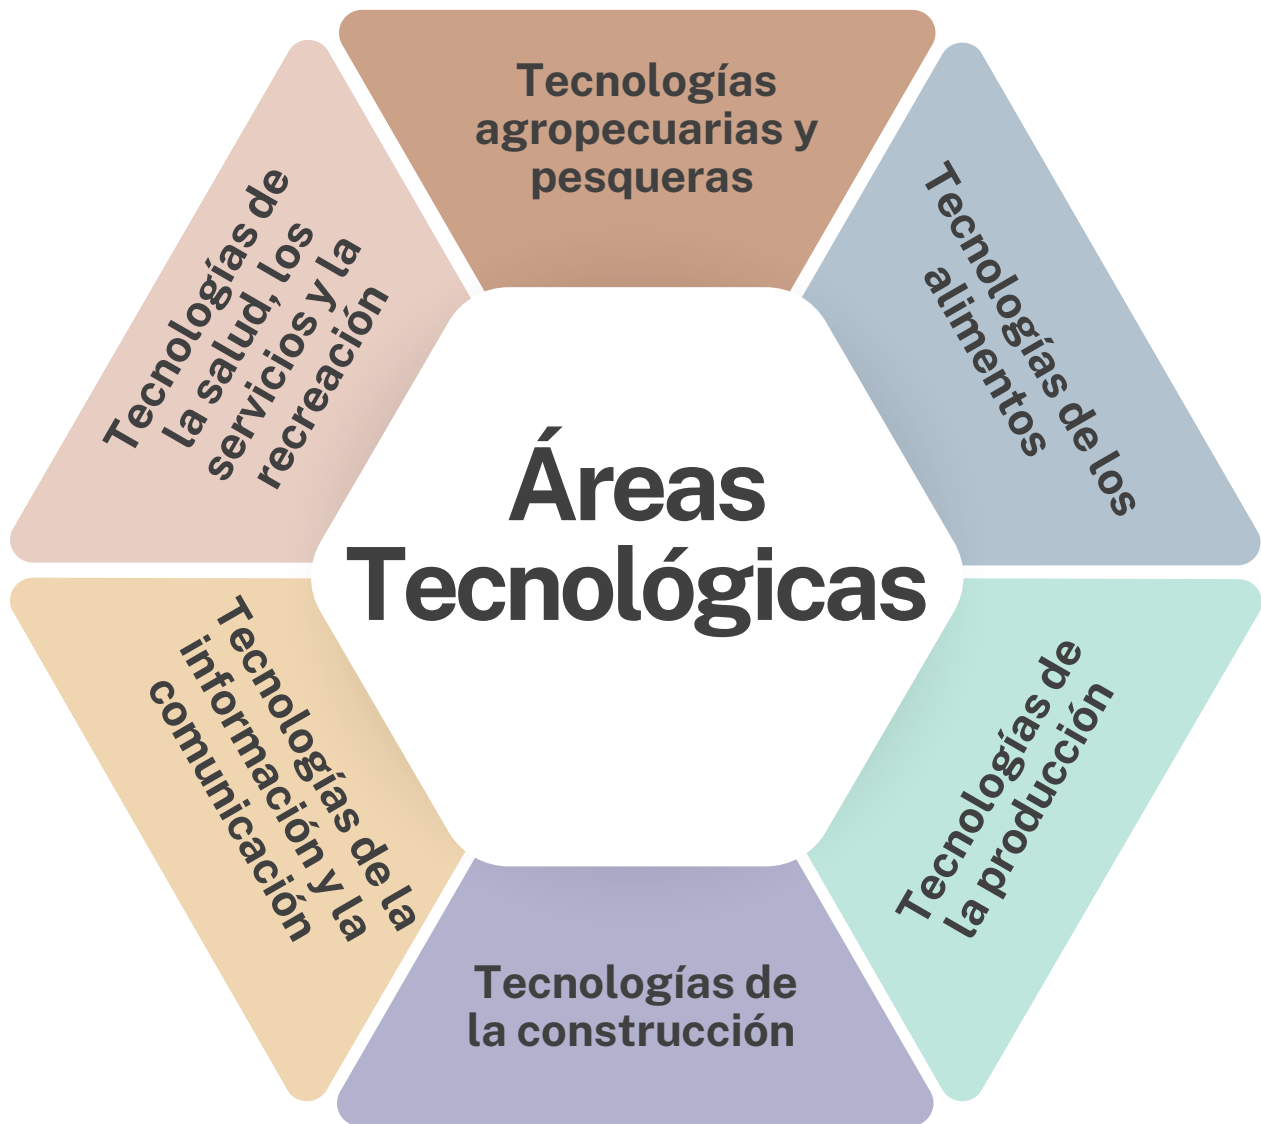 Tecnologías
agropecuarias y
pesqueras
Tecnologías de los
alimentos
Tecnologías de
la producción
Tecnologías de
la construcción
Tecnologías de la
información y la
comunicación
Tecnologías de
la salud, los
servicios y la
recreación
Áreas
Tecnológicas